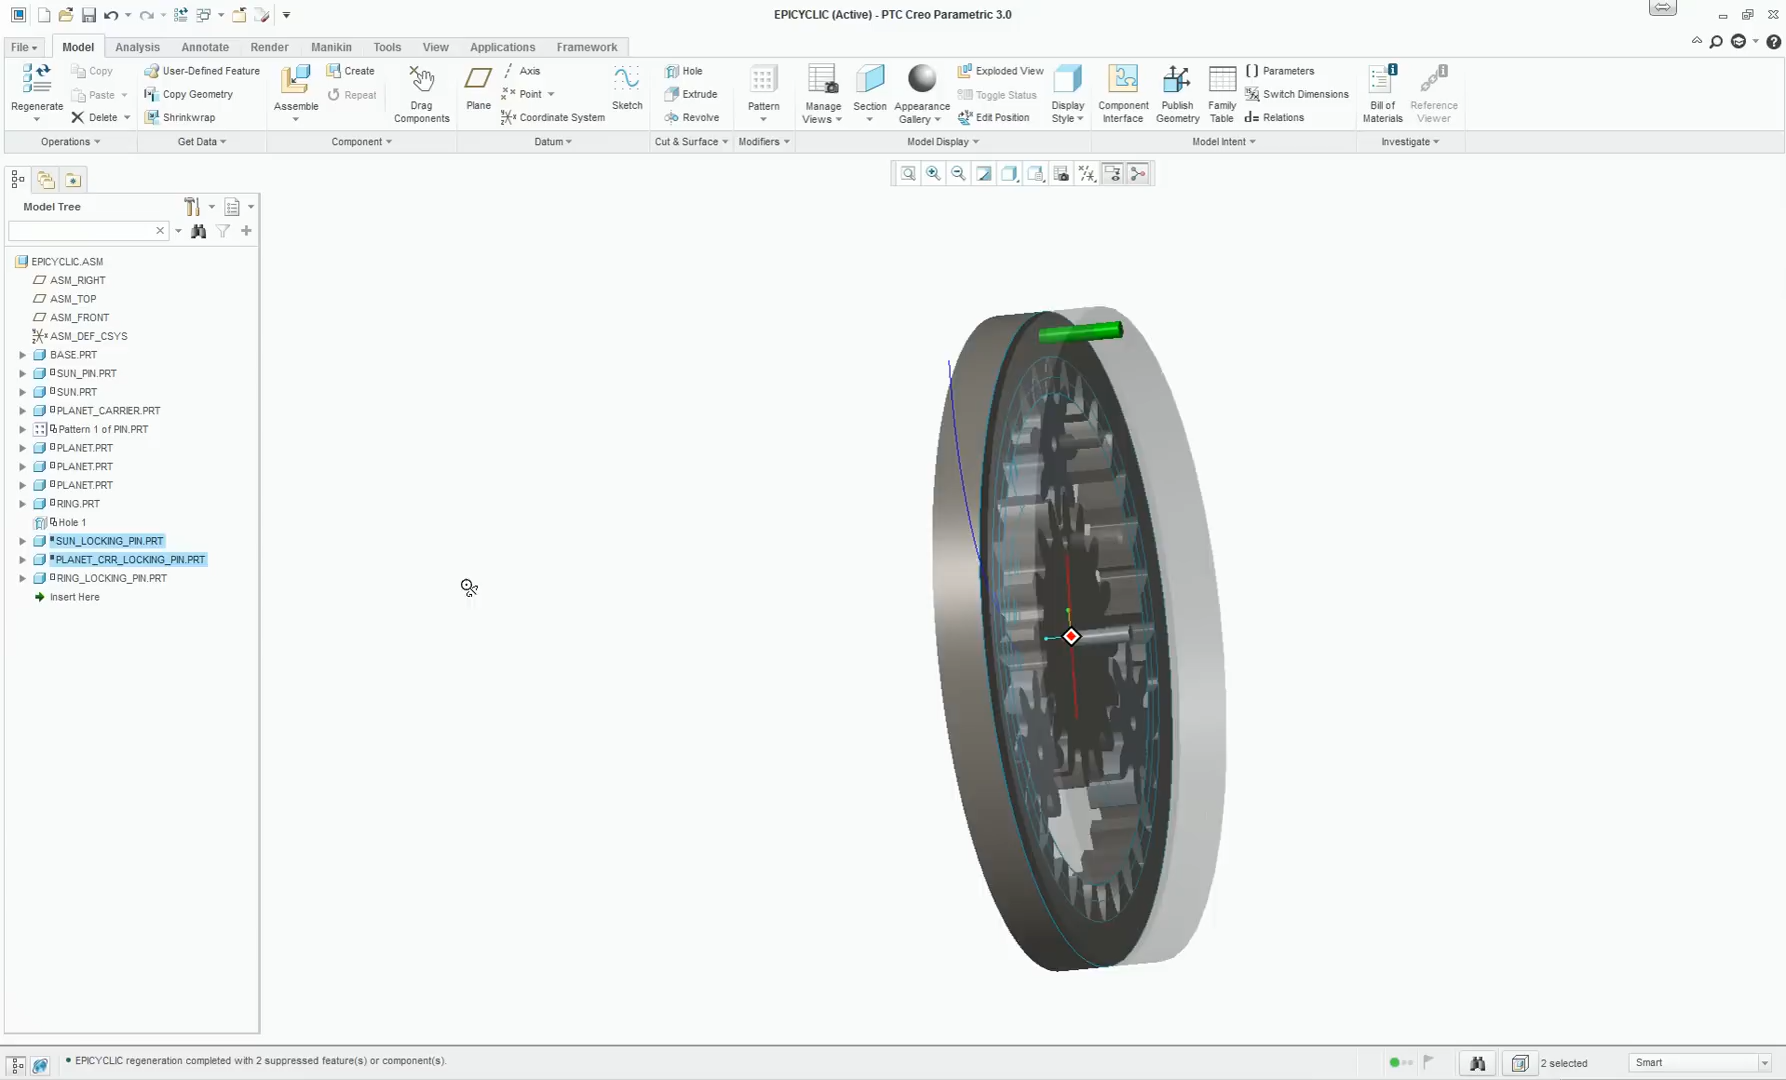 EPICYCLIC (Active) - PTC Creo Parametric 3.0
File Model Analysis Annotate Render Manikin Tools View Applications Framework
Regenerate
Copy
Paste
Delete
User-Defined Feature
Copy Geometry
Shrinkwrap
Assemble
Create
Repeat
Drag
Components
Plane
Axis
Point
Coordinate System
Sketch
Hole
Extrude
Revolve
Pattern
Manage
Views
Section
Appearance
Gallery
Exploded View
Toggle Status
Edit Position
Display
Style
Component
Interface
Publish
Geometry
Family
Table
Parameters
Switch Dimensions
d= Relations
Bill of
Materials
Reference
Viewer
Operations Get Data Component Datum Cut & Surface Modifiers Model Display Model Intent Investigate
Model Tree
EPICYCLIC.ASM
ASM_RIGHT
ASM_TOP
ASM_FRONT
ASM_DEF_CSYS
BASE.PRT
SUN_PIN.PRT
SUN.PRT
PLANET_CARRIER.PRT
Pattern 1 of PIN.PRT
PLANET.PRT
PLANET.PRT
PLANET.PRT
RING.PRT
Hole 1
SUN_LOCKING_PIN.PRT
PLANET_CRR_LOCKING_PIN.PRT
RING_LOCKING_PIN.PRT
Insert Here
• EPICYCLIC regeneration completed with 2 suppressed feature(s) or component(s).
2 selected
Smart